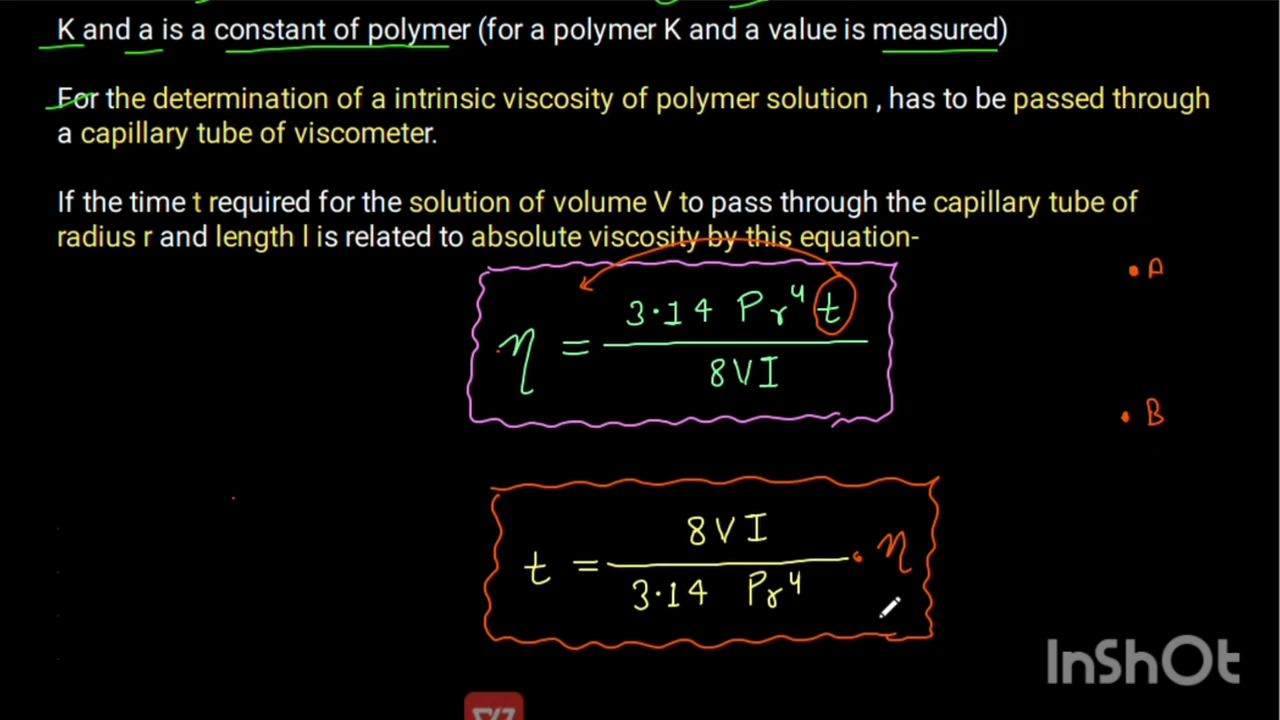 K and a is a constant of polymer (for a polymer K and a value is measured)
For the determination of a intrinsic viscosity of polymer solution , has to be passed through
a capillary tube of viscometer.
If the time t required for the solution of volume V to pass through the capillary tube of
radius r and length l is related to absolute viscosity by this equation-
η = 3.14 Pr⁴ t / 8VI
A
B
t = 8VI / 3.14 Pr⁴ . η
InShOt